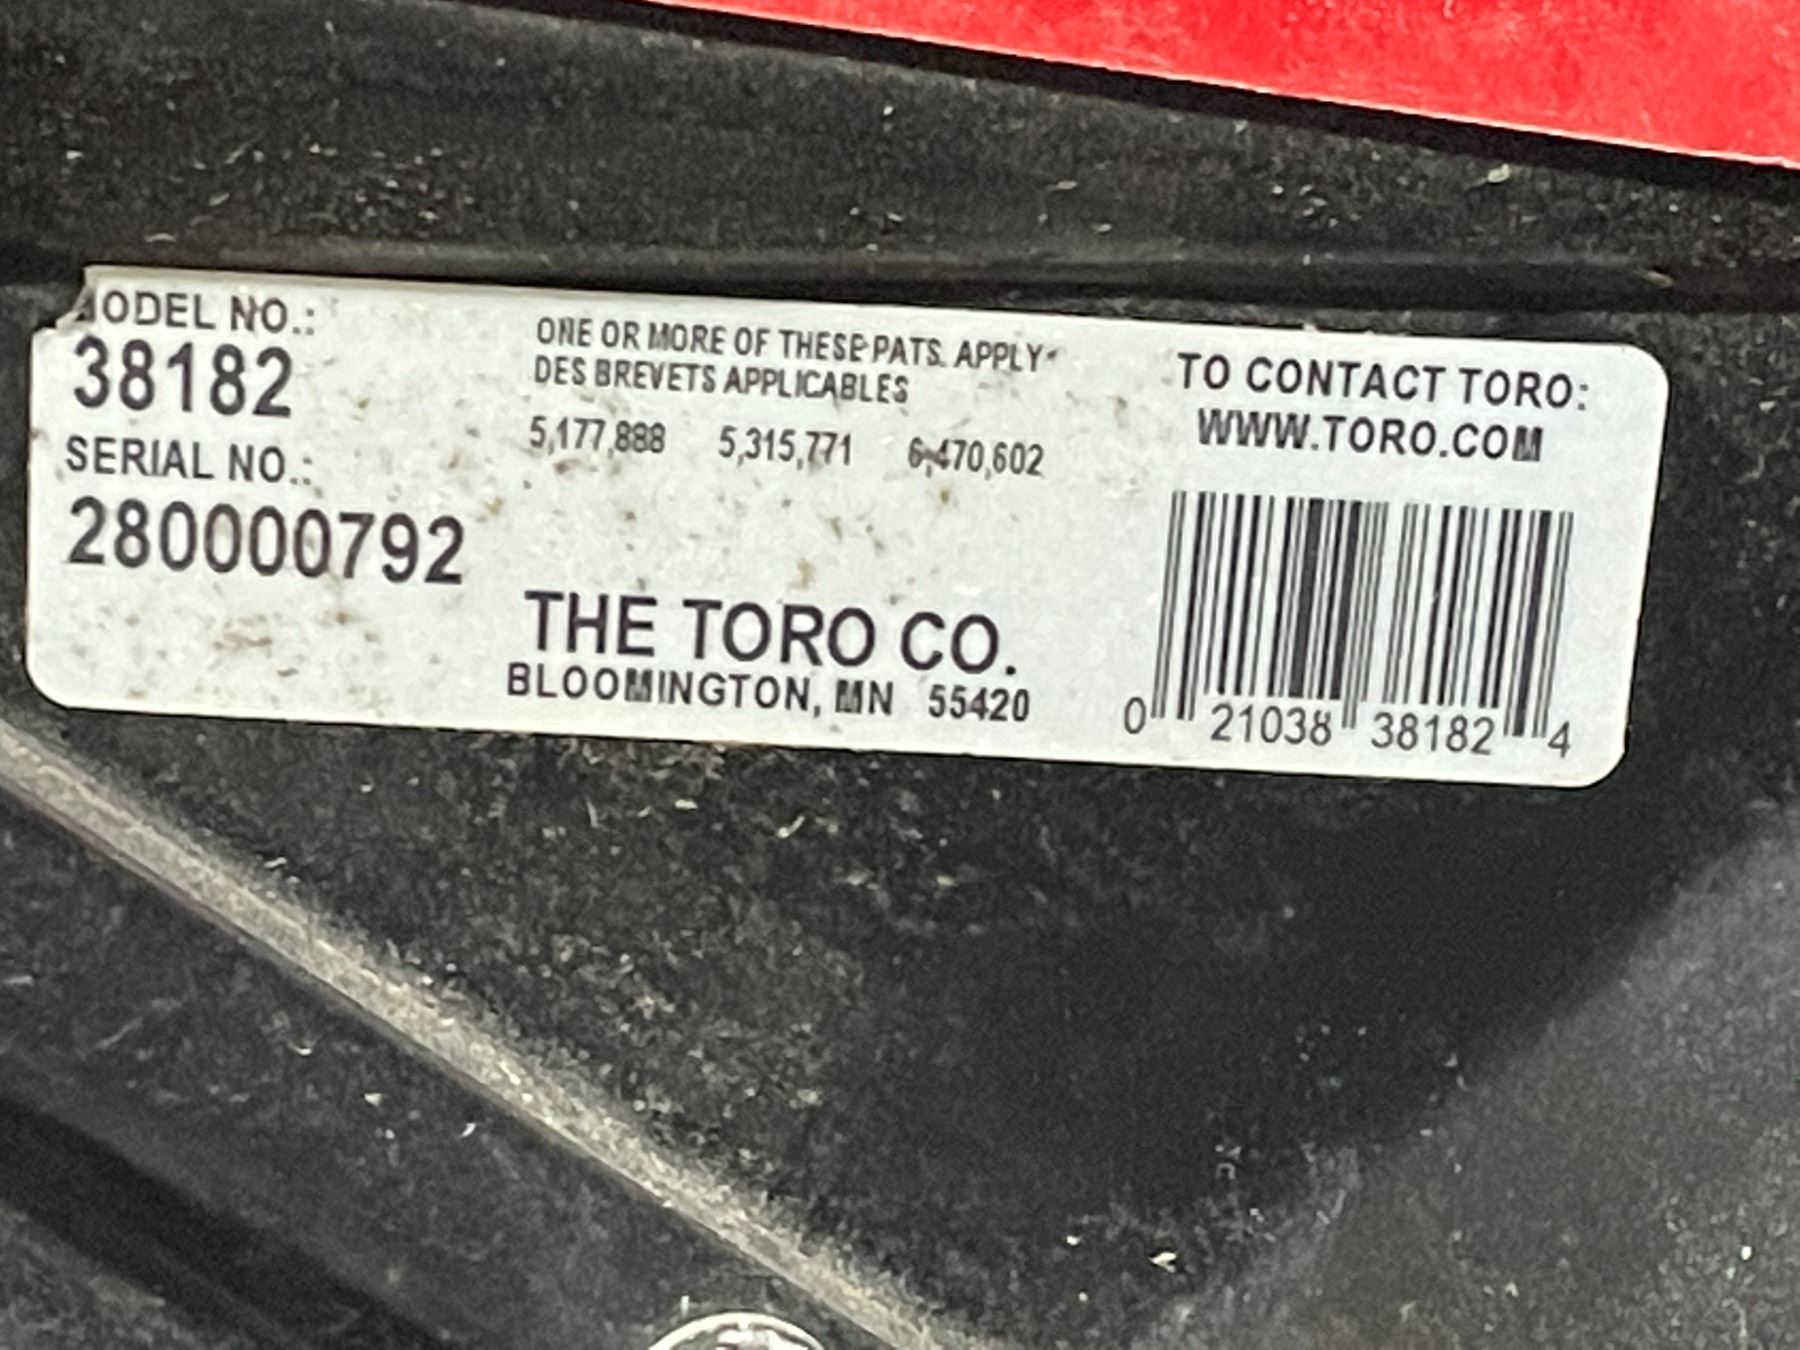 MODEL NO.:
38182
SERIAL NO.:
280000792
ONE OR MORE OF THESE PATS. APPLY•
DES BREVETS APPLICABLES
5,177,888 5,315,771 6,470,602
THE TORO CO.
BLOOMINGTON, MN 55420
TO CONTACT TORO:
WWW.TORO.COM
0 21038 38182 4